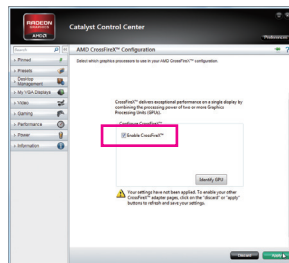 RADEON
GRAPHICS
AMD
Catalyst Control Center
Preferences
Search
AMD CrossFireX™ Configuration
Pinned
Select which graphics processors to use in your AMD CrossFireX™ configuration.
Presets
Desktop
Management
My VGA Displays
Video
CrossFireX™ delivers exceptional performance on a single display by
combining the processing power of two or more Graphics
Processing Units (GPUs).
Gaming
Configure CrossFireX™
Performance
Enable CrossFireX™
Power
Information
Identify GPU
Your settings have not been applied. To enable your other
CrossFireX™ adapter pages, click on the "discard" or "apply"
buttons to refresh and save your settings.
Discard
Apply